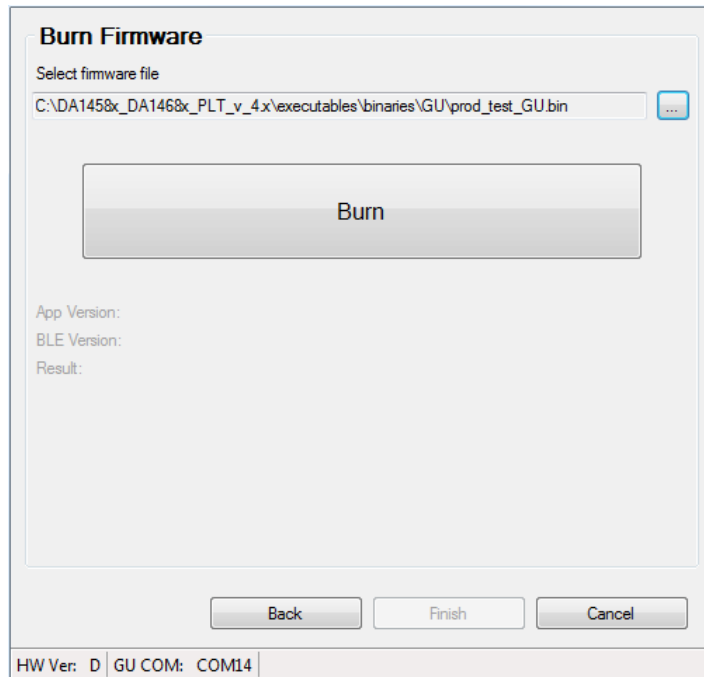 Burn Firmware
Select firmware file
C:\DA1458x_DA1468x_PLT_v_4.x\executables\binaries\GU\prod_test_GU.bin
...
Burn
App Version:
BLE Version:
Result:
Back Finish Cancel
HW Ver: D GU COM: COM14